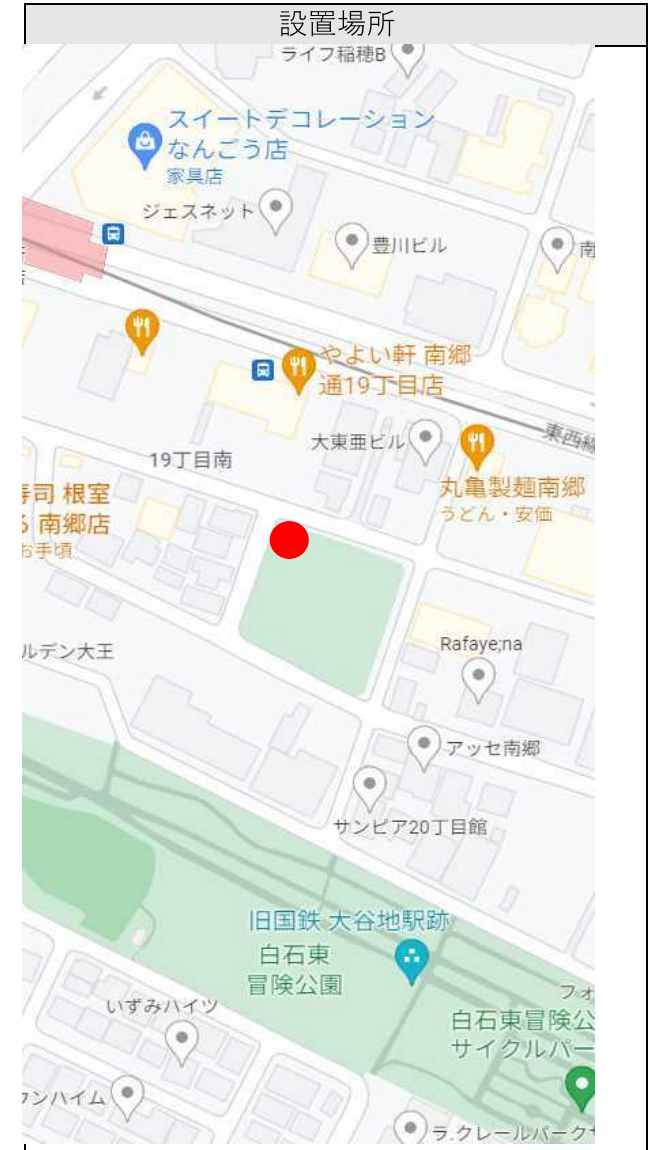 設置場所
ライフ稲穂B
スイートデコレーション
なんごう店
家具店
ジェスネット
豊川ビル
南
やよい軒 南郷
通19丁目店
東西線
大東亜ビル
19丁目南
丸亀製麺南郷
うどん・安価
寿司 根室
る 南郷店
お手頃
Rafaye;na
ルデン大王
アッセ南郷
サンピア20丁目館
旧国鉄 大谷地駅跡
白石東
冒険公園
フォ
いずみハイツ
白石東冒険公
サイクルパー
ウンハイム
ラ.クレールパークサ